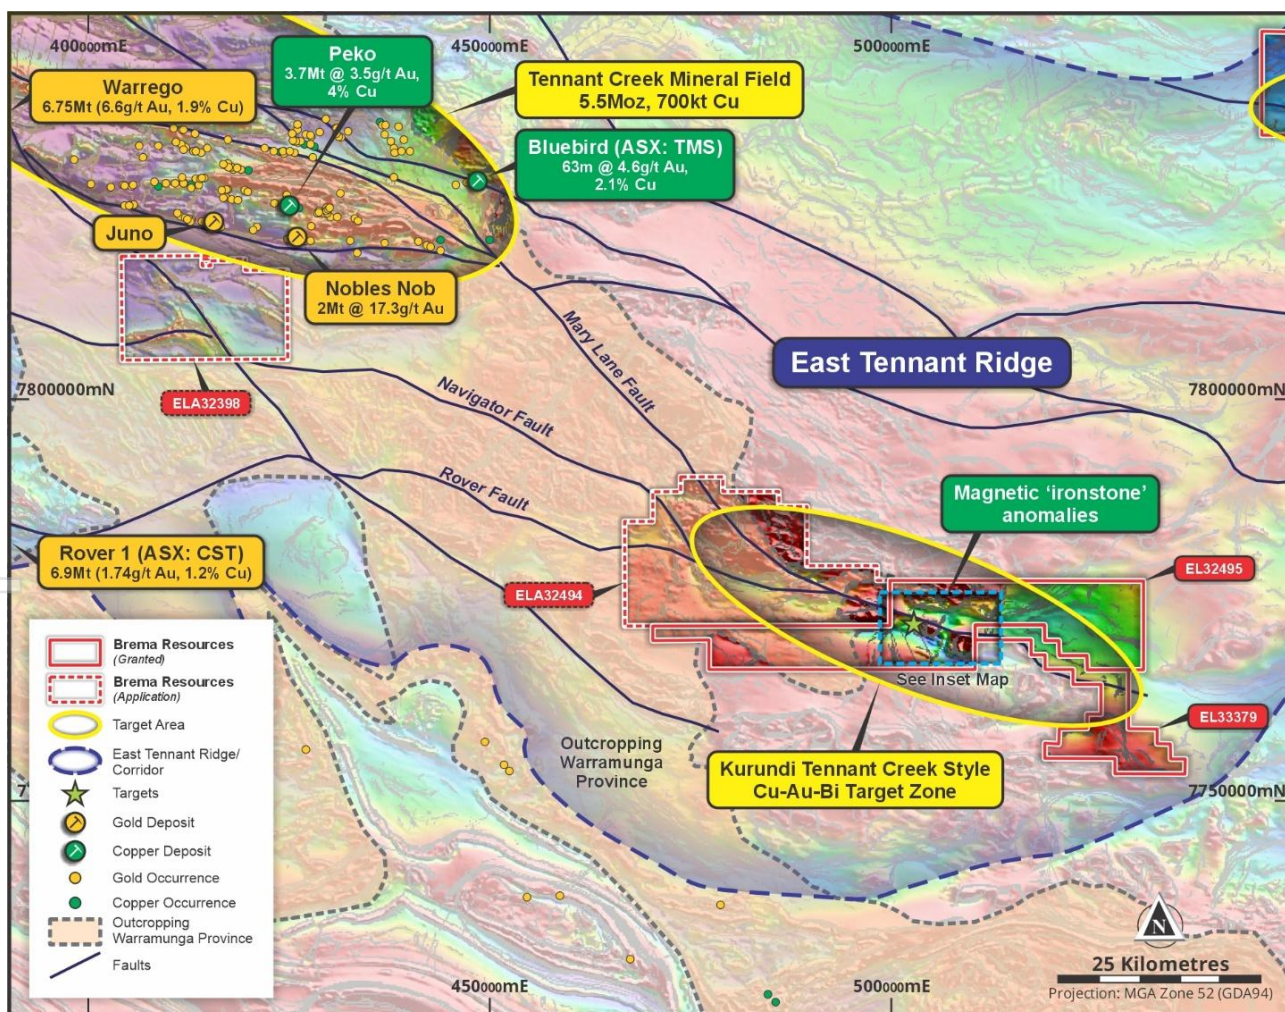 400000mE
450000mE
500000mE
Peko
3.7Mt @ 3.5g/t Au,
4% Cu
Warrego
6.75Mt (6.6g/t Au, 1.9% Cu)
Tennant Creek Mineral Field
5.5Moz, 700kt Cu
Bluebird (ASX: TMS)
63m @ 4.6g/t Au,
2.1% Cu
Juno
Nobles Nob
2Mt @ 17.3g/t Au
Mary Lane Fault
East Tennant Ridge
7800000mN
7800000mN
ELA32398
Navigator Fault
Rover Fault
Magnetic ‘ironstone’
anomalies
Rover 1 (ASX: CST)
6.9Mt (1.74g/t Au, 1.2% Cu)
ELA32494
EL32495
See Inset Map
EL33379
Outcropping
Warramunga
Province
Kurundi Tennant Creek Style
Cu-Au-Bi Target Zone
7750000mN
Brema Resources
(Granted)
Brema Resources
(Application)
Target Area
East Tennant Ridge/
Corridor
Targets
Gold Deposit
Copper Deposit
Gold Occurrence
Copper Occurrence
Outcropping
Warramunga Province
Faults
N
25 Kilometres
Projection: MGA Zone 52 (GDA94)
450000mE
500000mE